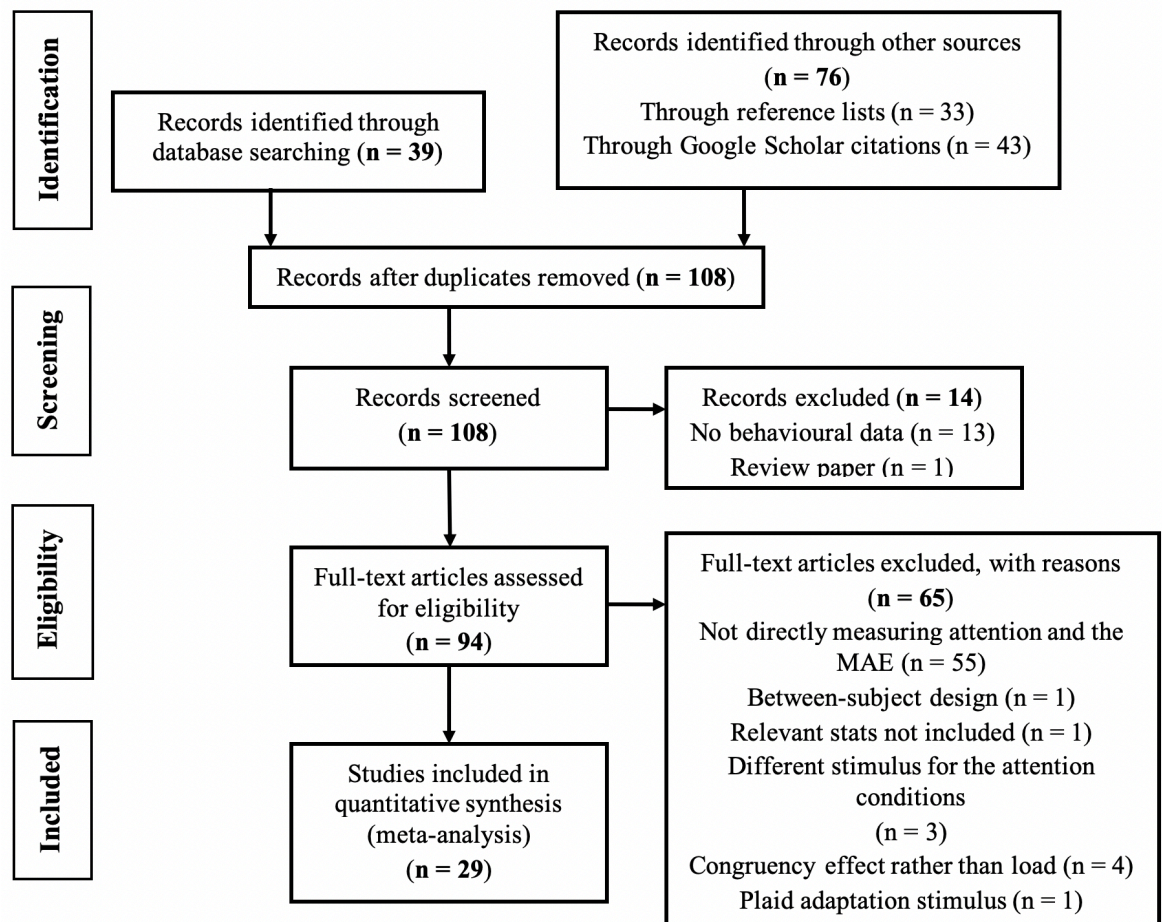 Identification
Records identified through other sources
(n = 76)
Through reference lists (n = 33)
Through Google Scholar citations (n = 43)
Records identified through
database searching (n = 39)
Records after duplicates removed (n = 108)
Screening
Records screened
(n = 108)
Records excluded (n = 14)
No behavioural data (n = 13)
Review paper (n = 1)
Eligibility
Full-text articles assessed
for eligibility
(n = 94)
Full-text articles excluded, with reasons
(n = 65)
Not directly measuring attention and the
MAE (n = 55)
Between-subject design (n = 1)
Relevant stats not included (n = 1)
Different stimulus for the attention
conditions
(n = 3)
Congruency effect rather than load (n = 4)
Plaid adaptation stimulus (n = 1)
Included
Studies included in
quantitative synthesis
(meta-analysis)
(n = 29)